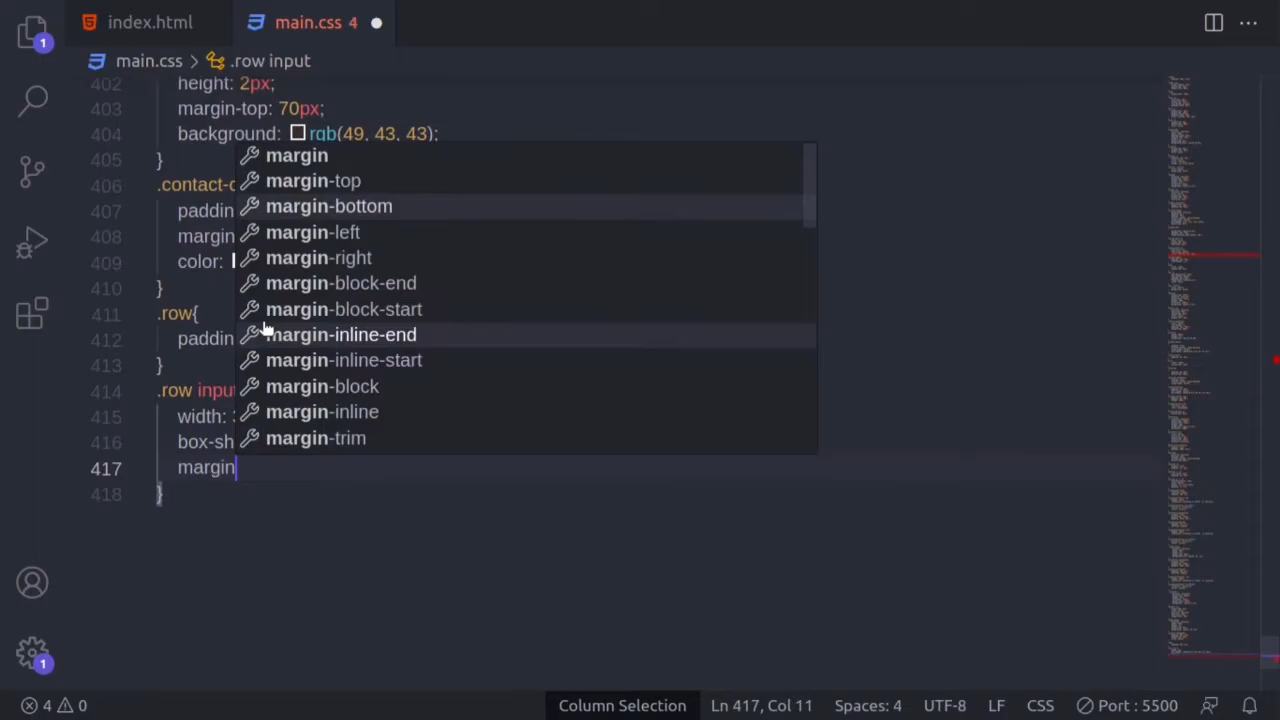 index.html
main.css 4
main.css > .row input
402 height: 2px;
403 margin-top: 70px;
404 background: rgb(49, 43, 43);
405 }
406 .contact-c
407 paddin
408 margin
409 color:
410 }
411 .row{
412 paddin
413 }
414 .row input
415 width:
416 box-sh
417 margin
418 }
margin
margin-top
margin-bottom
margin-left
margin-right
margin-block-end
margin-block-start
margin-inline-end
margin-inline-start
margin-block
margin-inline
margin-trim
1
1
4 0
Column Selection Ln 417, Col 11 Spaces: 4 UTF-8 LF CSS Port : 5500